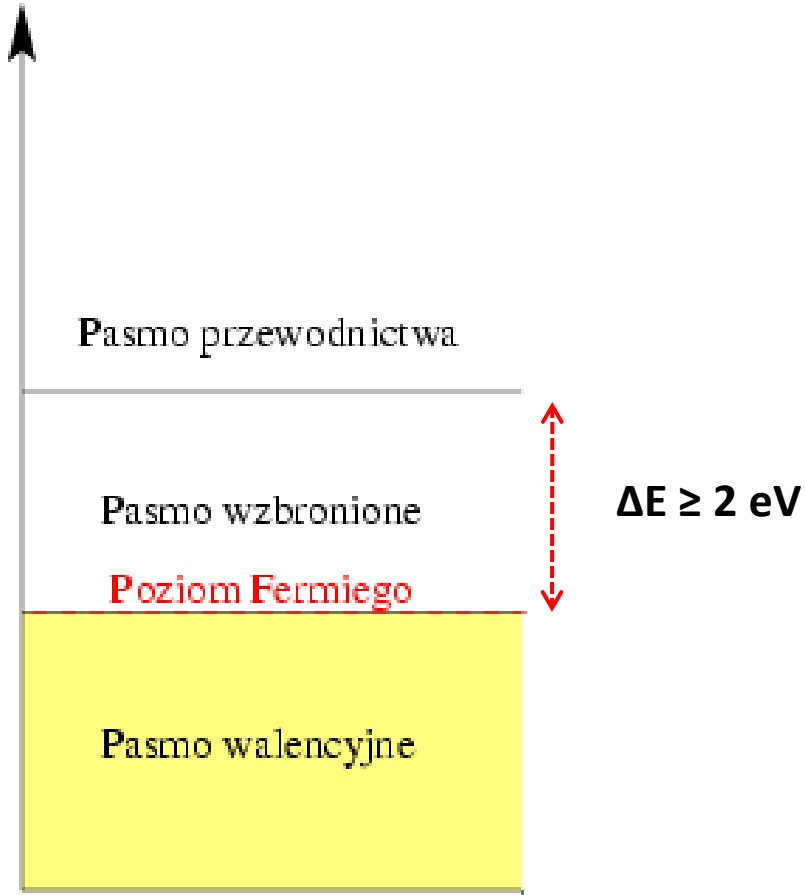 Pasmo przewodnictwa
Pasmo wzbronione
ΔE ≥ 2 eV
Poziom Fermiego
Pasmo walencyjne